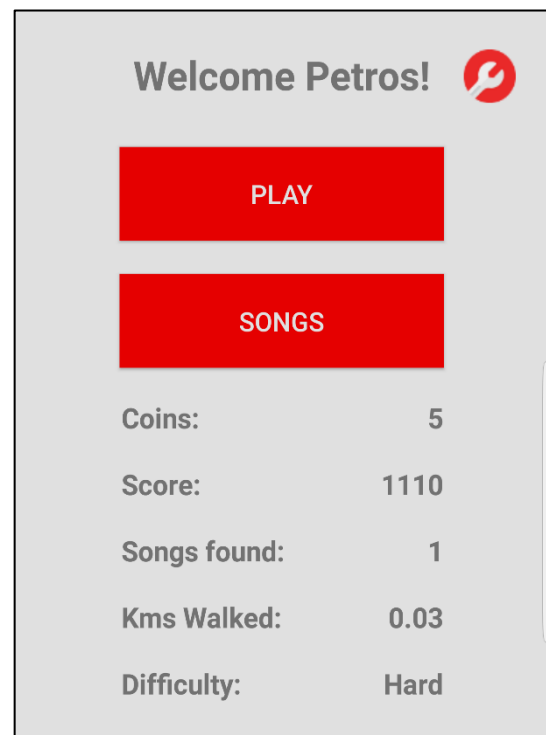 Welcome Petros!
PLAY
SONGS
Coins: 5
Score: 1110
Songs found: 1
Kms Walked: 0.03
Difficulty: Hard